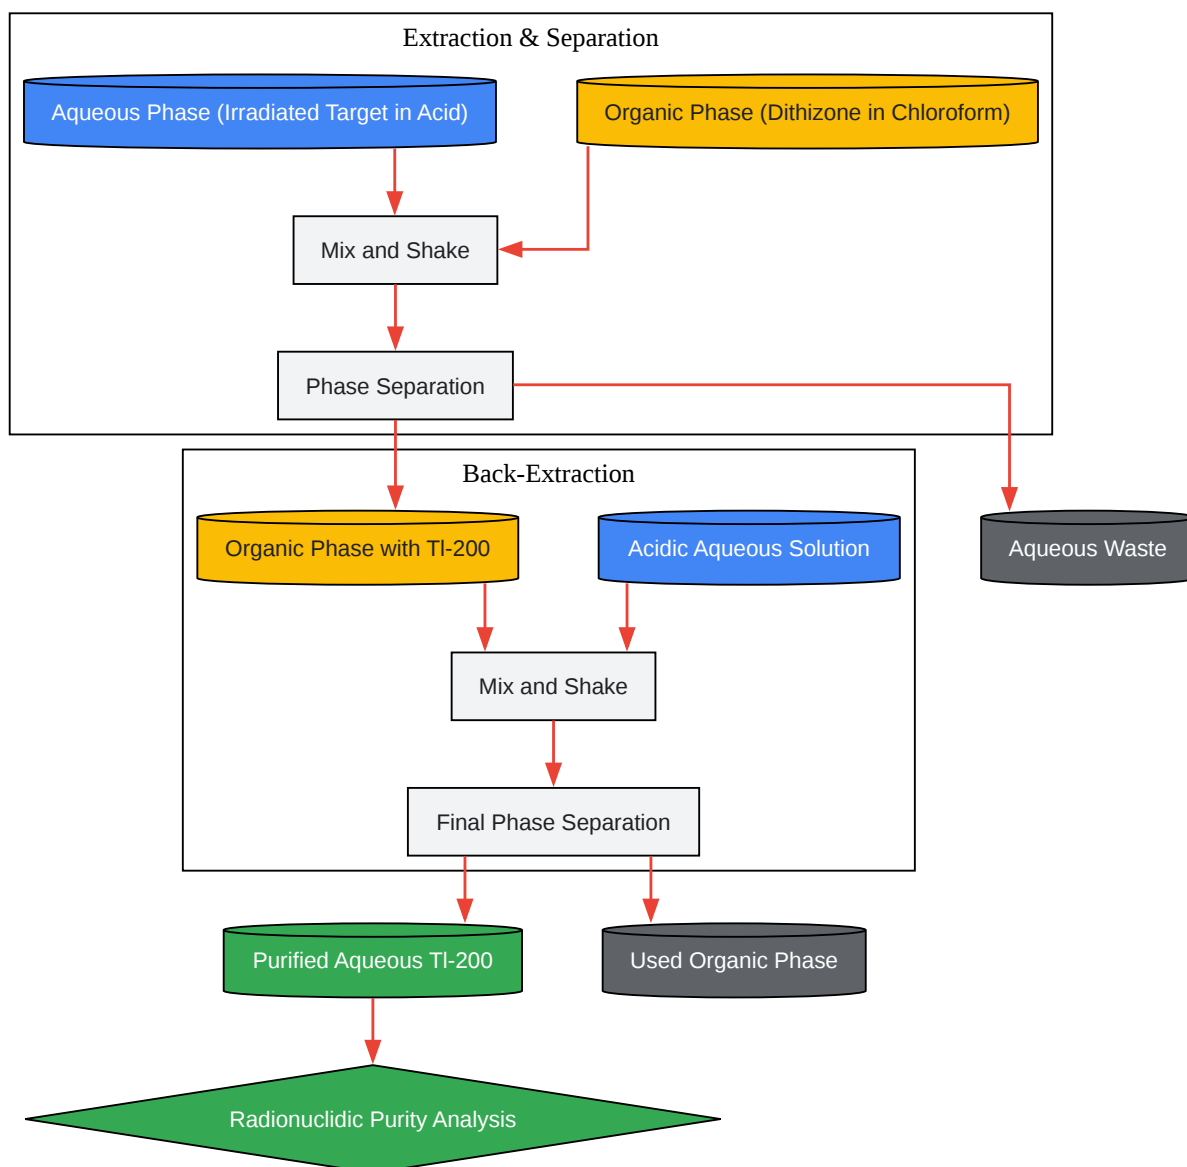 Extraction & Separation
Aqueous Phase (Irradiated Target in Acid)
Organic Phase (Dithizone in Chloroform)
Mix and Shake
Phase Separation
Back-Extraction
Organic Phase with Tl-200
Acidic Aqueous Solution
Aqueous Waste
Mix and Shake
Final Phase Separation
Purified Aqueous Tl-200
Used Organic Phase
Radionuclidic Purity Analysis